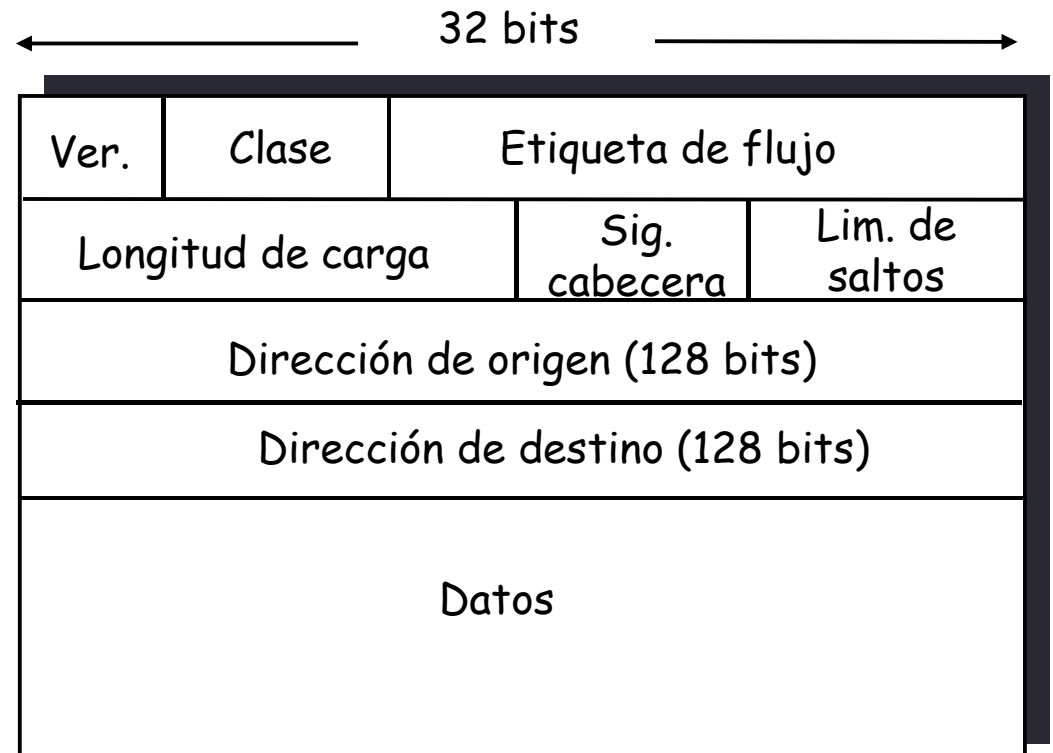 32 bits
Ver.
Clase
Etiqueta de flujo
Longitud de carga
Sig.
cabecera
Lim. de
saltos
Dirección de origen (128 bits)
Dirección de destino (128 bits)
Datos